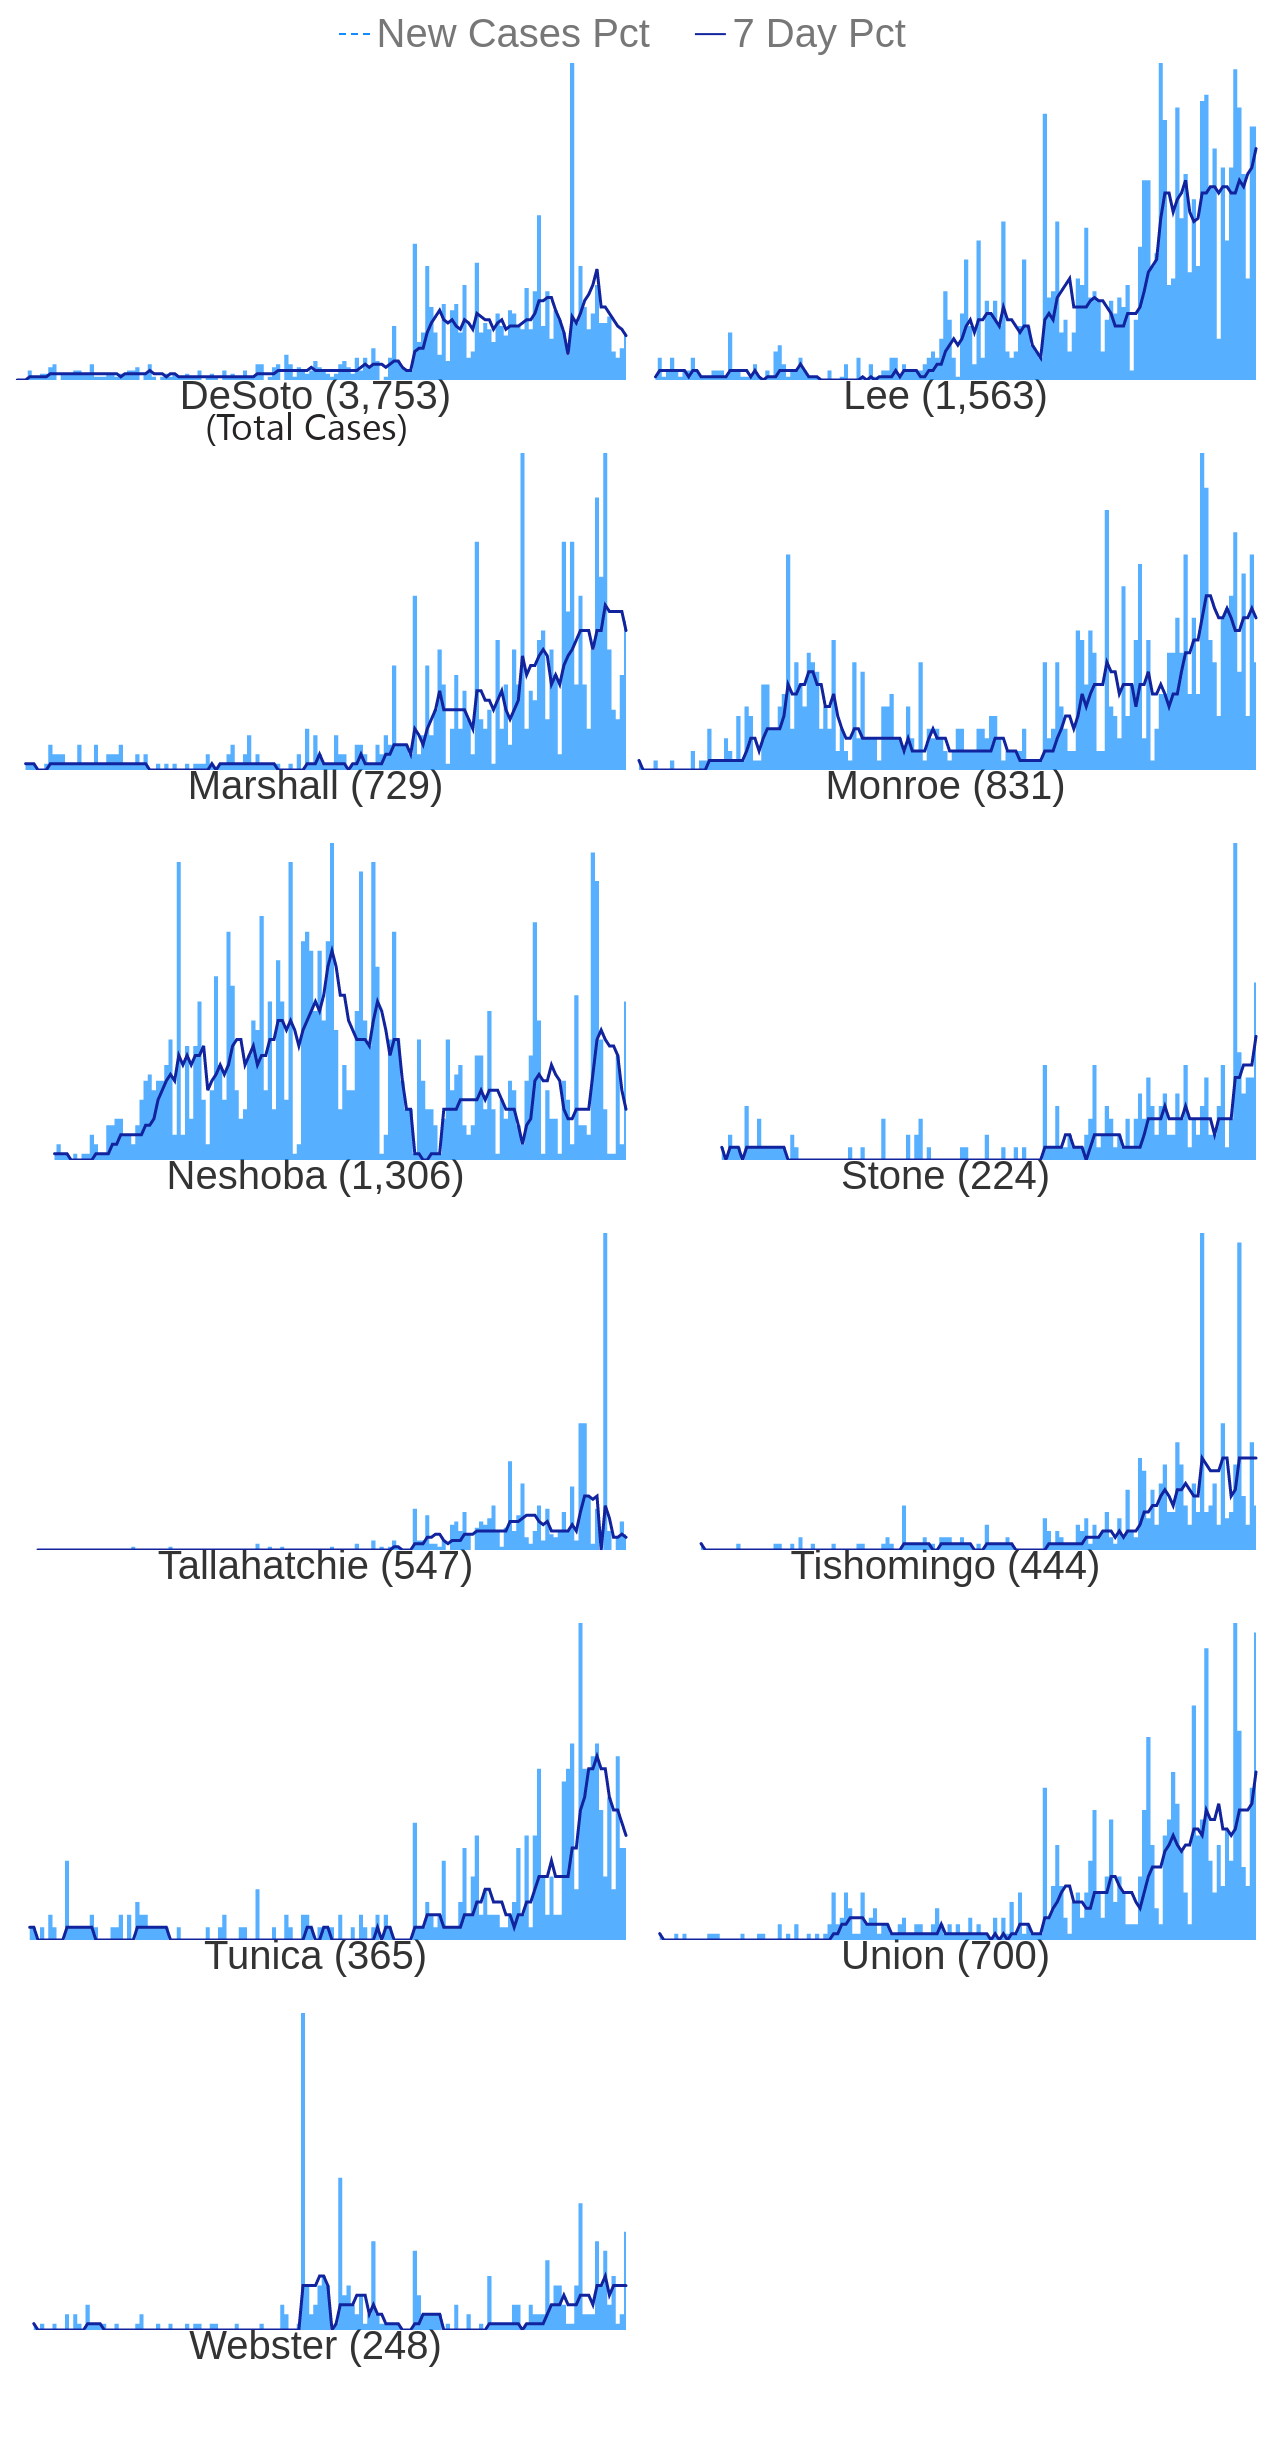 New Cases Pct 7 Day Pct
DeSoto (3,753) Lee (1,563)
(Total Cases)
Marshall (729) Monroe (831)
Neshoba (1,306) Stone (224)
Tallahatchie (547) Tishomingo (444)
Tunica (365) Union (700)
Webster (248)